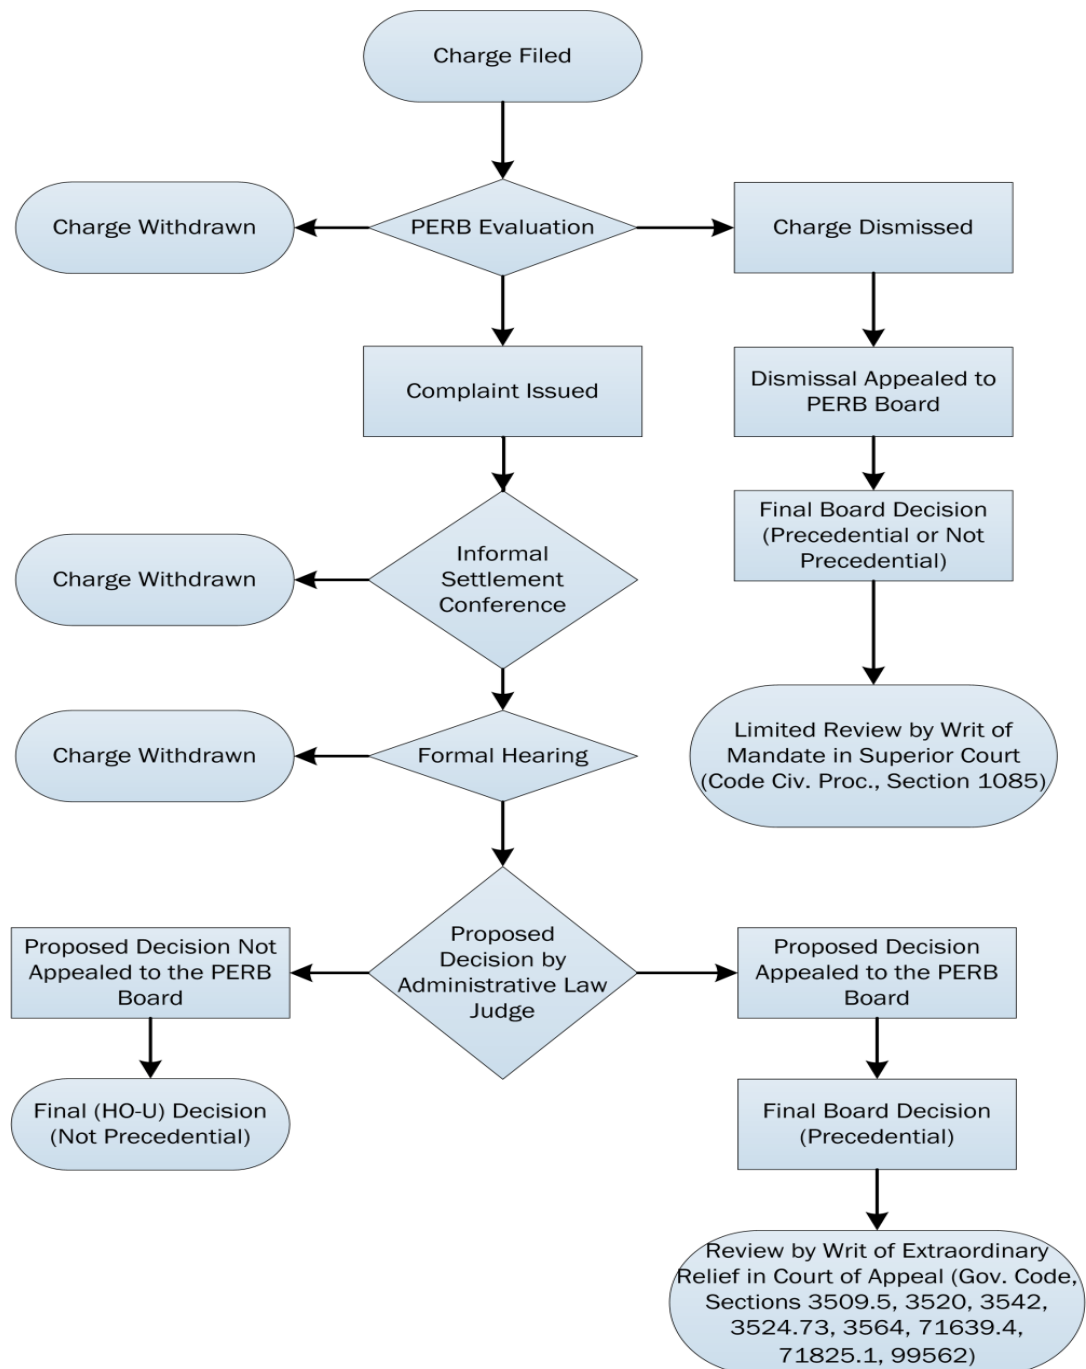 Charge Filed
Charge Withdrawn
PERB Evaluation
Charge Dismissed
Complaint Issued
Dismissal Appealed to
PERB Board
Final Board Decision
(Precedential or Not
Precedential)
Informal
Settlement
Conference
Charge Withdrawn
Limited Review by Writ of
Mandate in Superior Court
(Code Civ. Proc., Section 1085)
Charge Withdrawn
Formal Hearing
Proposed Decision Not
Appealed to the PERB
Board
Proposed
Decision by
Administrative Law
Judge
Proposed Decision
Appealed to the PERB
Board
Final (HO-U) Decision
(Not Precedential)
Final Board Decision
(Precedential)
Review by Writ of Extraordinary
Relief in Court of Appeal (Gov. Code,
Sections 3509.5, 3520, 3542,
3524.73, 3564, 71639.4,
71825.1, 99562)